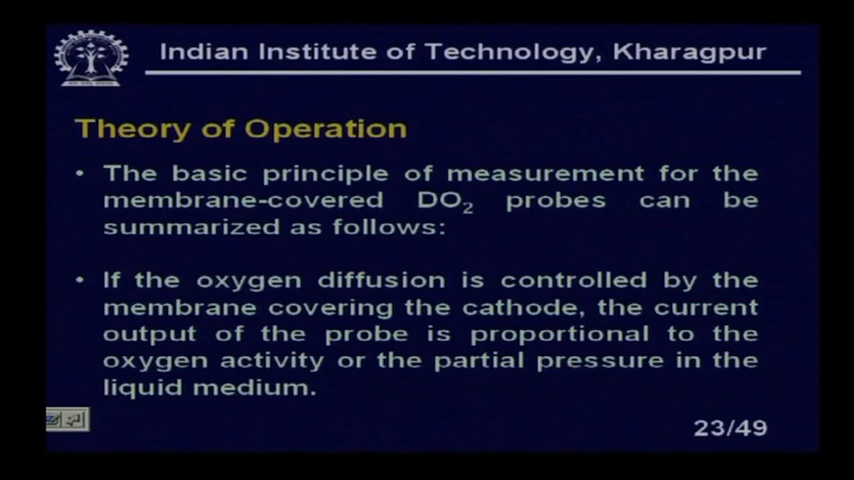 Indian Institute of Technology, Kharagpur
Theory of Operation
• The basic principle of measurement for the
membrane-covered DO₂ probes can be
summarized as follows:
• If the oxygen diffusion is controlled by the
membrane covering the cathode, the current
output of the probe is proportional to the
oxygen activity or the partial pressure in the
liquid medium.
23/49